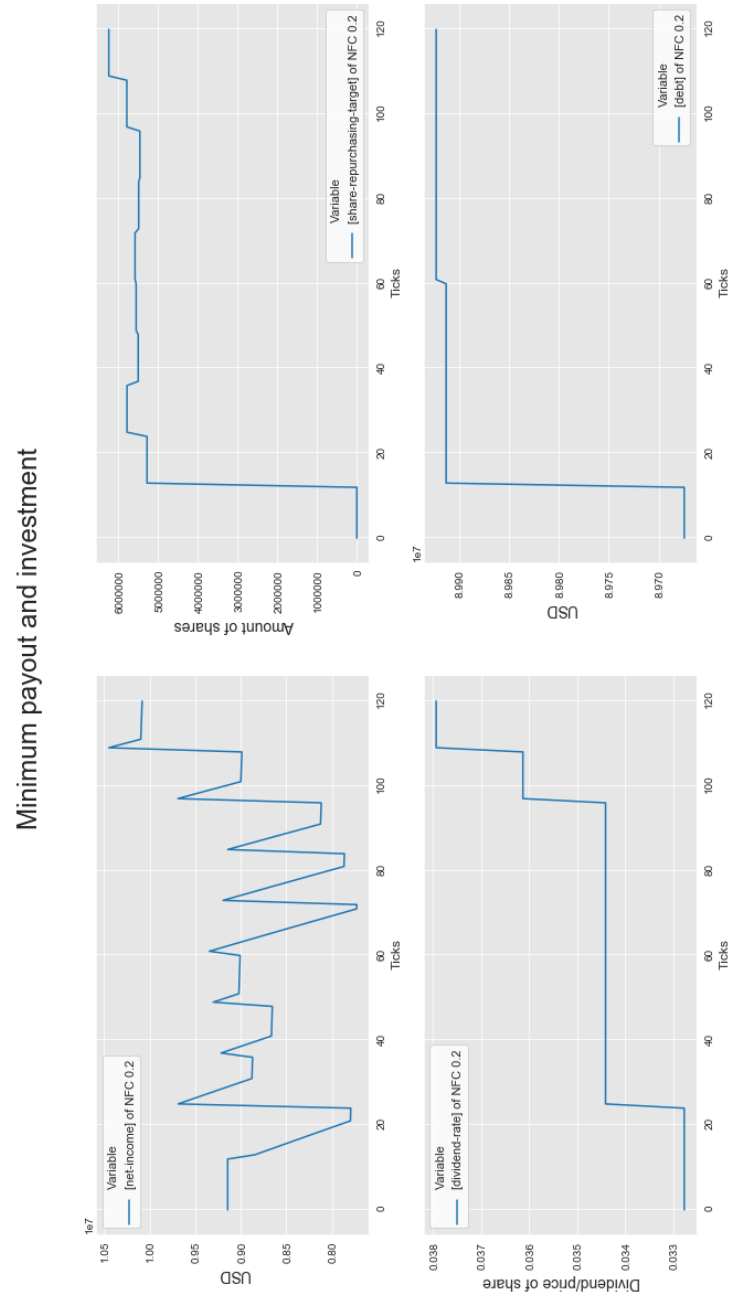 Minimum payout and investment
1e7
1.05
1.00
0.95
0.90
0.85
0.80
USD
0
20
40
60
80
100
120
Ticks
Variable
[net-income] of NFC 0.2
6000000
5000000
4000000
3000000
2000000
1000000
0
Amount of shares
0
20
40
60
80
100
120
Ticks
Variable
[share-repurchasing-target] of NFC 0.2
0.038
0.037
0.036
0.035
0.034
0.033
Dividend/price of share
0
20
40
60
80
100
120
Ticks
Variable
[dividend-rate] of NFC 0.2
1e7
8.990
8.985
8.980
8.975
8.970
USD
0
20
40
60
80
100
120
Ticks
Variable
[debt] of NFC 0.2